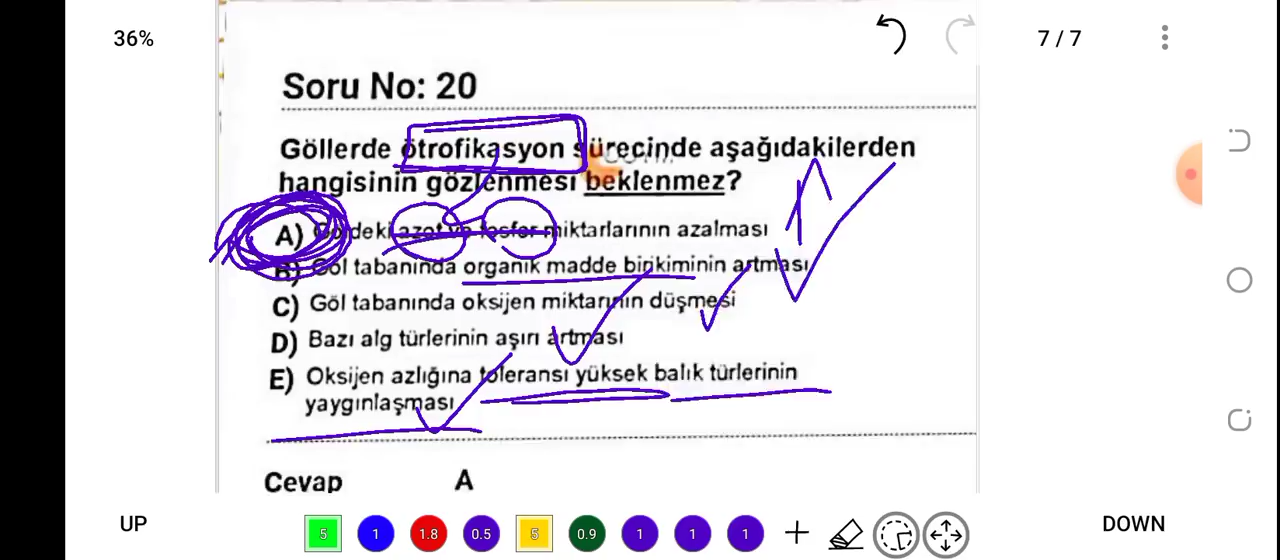 36%
7 / 7
Soru No: 20
Göllerde ötrofikasyon sürecinde aşağıdakilerden
hangisinin gözlenmesi beklenmez?
A) Göldeki azot ve fosfor miktarlarının azalması
B) Göl tabanında organik madde birikiminin artması
C) Göl tabanında oksijen miktarının düşmesi
D) Bazı alg türlerinin aşırı artması
E) Oksijen azlığına toleransı yüksek balık türlerinin
yaygınlaşması
Cevap A
UP
5 1 1.8 0.5 5 0.9 1 1 1
DOWN